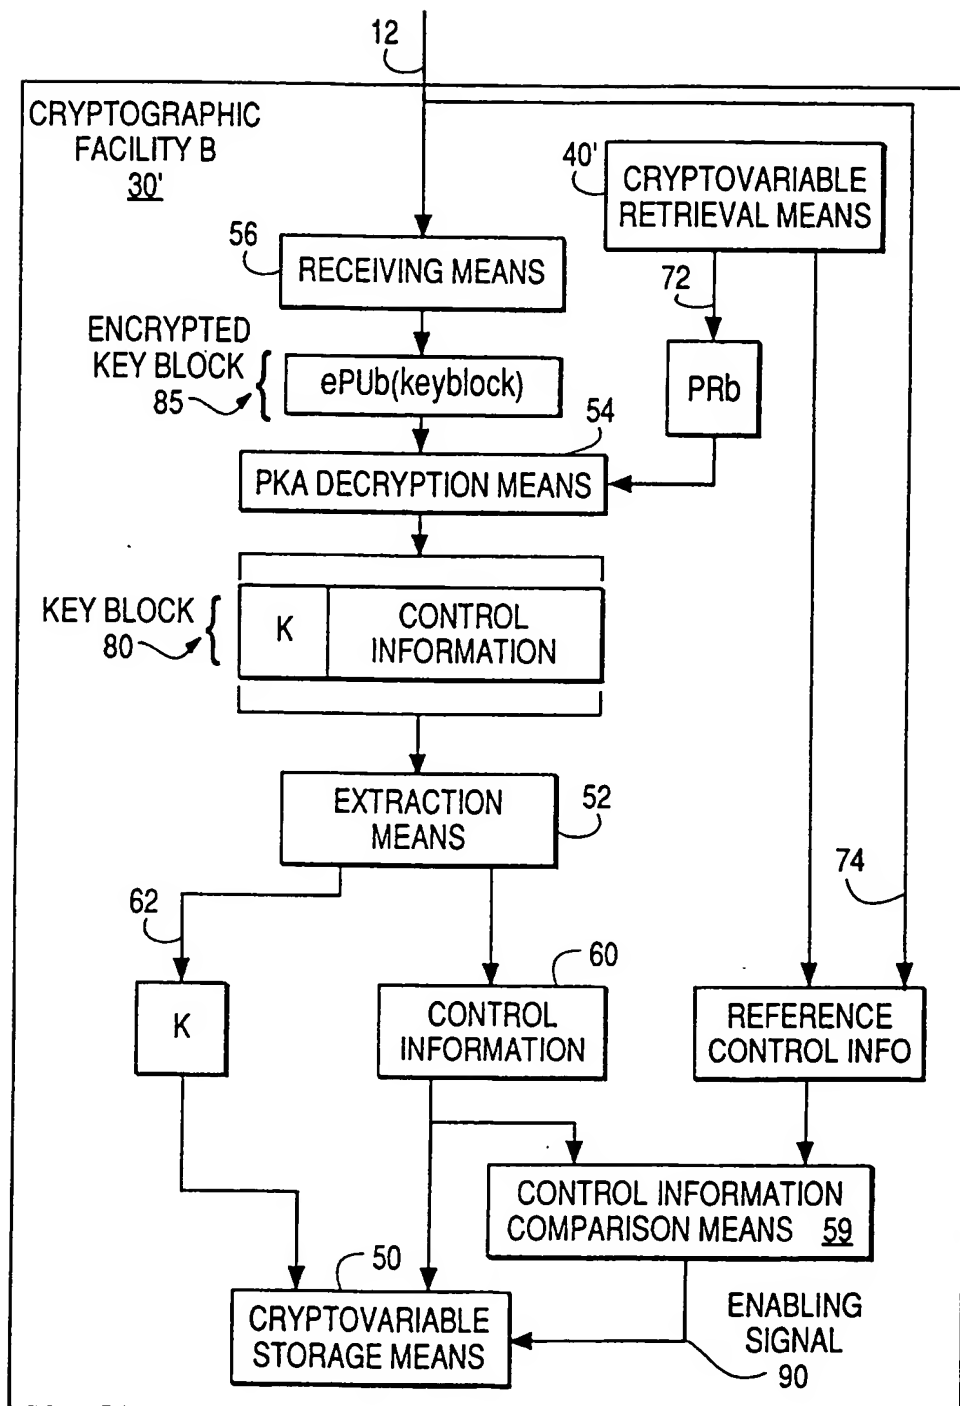 12
CRYPTOGRAPHIC
FACILITY B
30'
40'
CRYPTOVARIABLE
RETRIEVAL MEANS
56
RECEIVING MEANS
72
ENCRYPTED
KEY BLOCK
85
ePUb(keyblock)
PRb
54
PKA DECRYPTION MEANS
KEY BLOCK
80
K
CONTROL
INFORMATION
EXTRACTION
MEANS
52
62
74
60
K
CONTROL
INFORMATION
REFERENCE
CONTROL INFO
CONTROL INFORMATION
COMPARISON MEANS 59
50
CRYPTOVARIABLE
STORAGE MEANS
ENABLING
SIGNAL
90